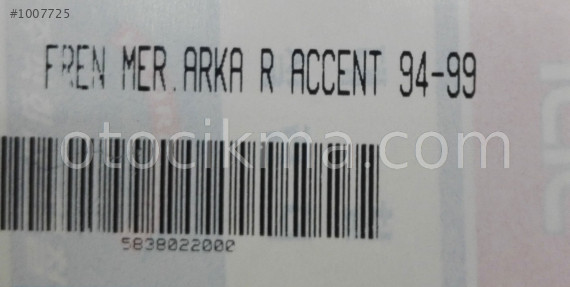 #1007725
FREN MER.ARKA R ACCENT 94-99
otocikma.com
5838022000